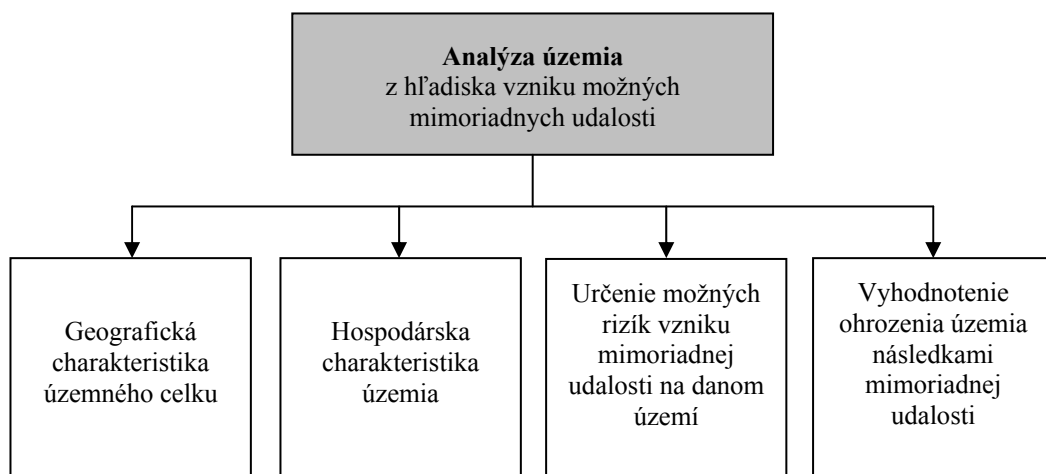 Analýza územia
z hľadiska vzniku možných
mimoriadnych udalosti
Geografická
charakteristika
územného celku
Hospodárska
charakteristika
územia
Určenie možných
rizík vzniku
mimoriadnej
udalosti na danom
území
Vyhodnotenie
ohrozenia územia
následkami
mimoriadnej
udalosti